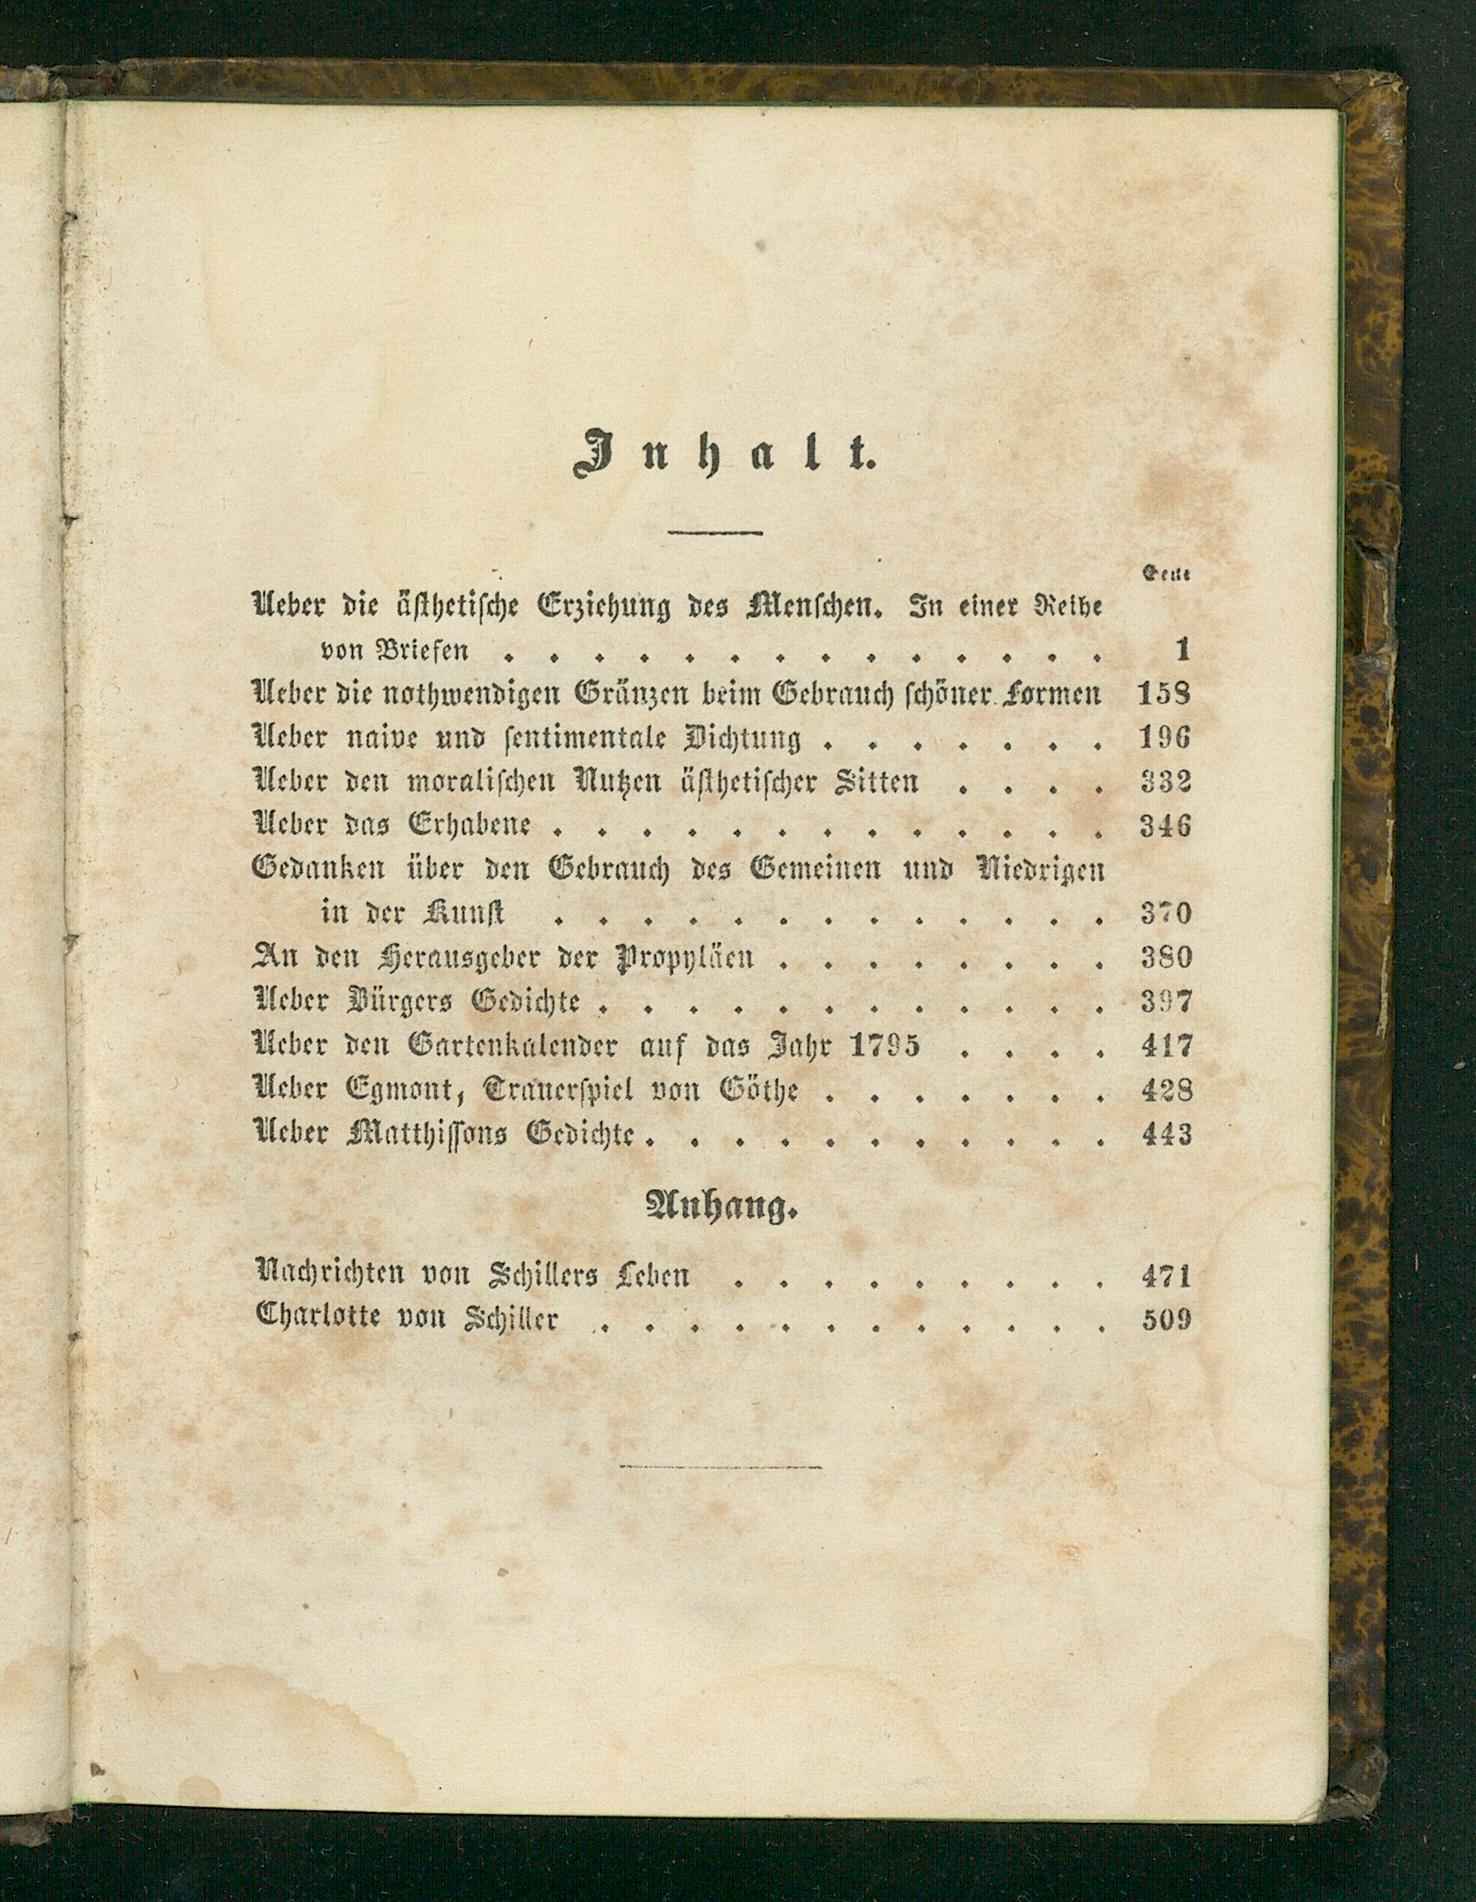 Inhalt.
Seite
Ueber die ästhetische Erziehung des Menschen. In einer Reihe
von Briefen . . . . . . . . . . . . . . 1
Ueber die nothwendigen Gränzen beim Gebrauch schöner Formen 158
Ueber naive und sentimentale Dichtung . . . . . . . 196
Ueber den moralischen Nutzen ästhetischer Sitten . . . . 332
Ueber das Erhabene . . . . . . . . . . . . . 346
Gedanken über den Gebrauch des Gemeinen und Niedrigen
in der Kunst . . . . . . . . . . . . . 370
An den Herausgeber der Propyläen . . . . . . . . 380
Ueber Bürgers Gedichte . . . . . . . . . . . . 397
Ueber den Gartenkalender auf das Jahr 1795 . . . . 417
Ueber Egmont, Trauerspiel von Göthe . . . . . . . 428
Ueber Matthissons Gedichte . . . . . . . . . . . 443
Anhang.
Nachrichten von Schillers Leben . . . . . . . . . 471
Charlotte von Schiller . . . . . . . . . . . . 509